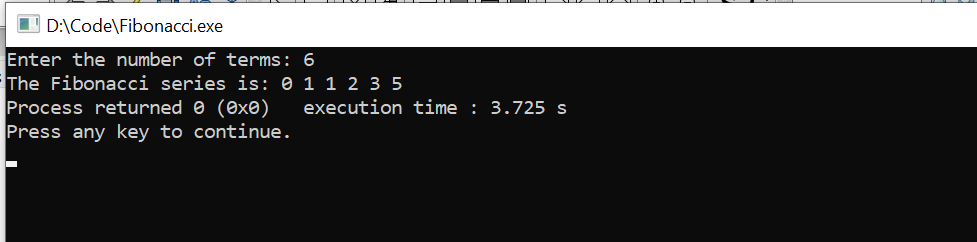 D:\Code\Fibonacci.exe
Enter the number of terms: 6
The Fibonacci series is: 0 1 1 2 3 5
Process returned 0 (0x0)   execution time : 3.725 s
Press any key to continue.